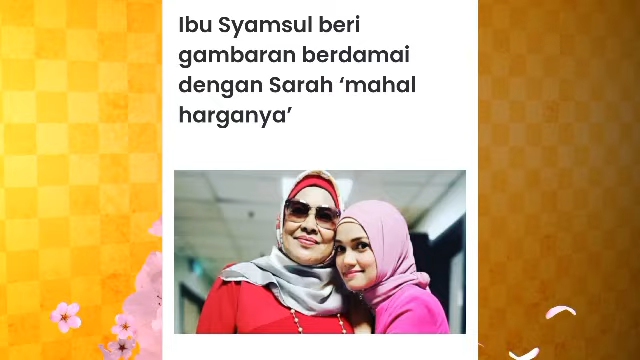 Ibu Syamsul beri
gambaran berdamai
dengan Sarah ‘mahal
harganya’